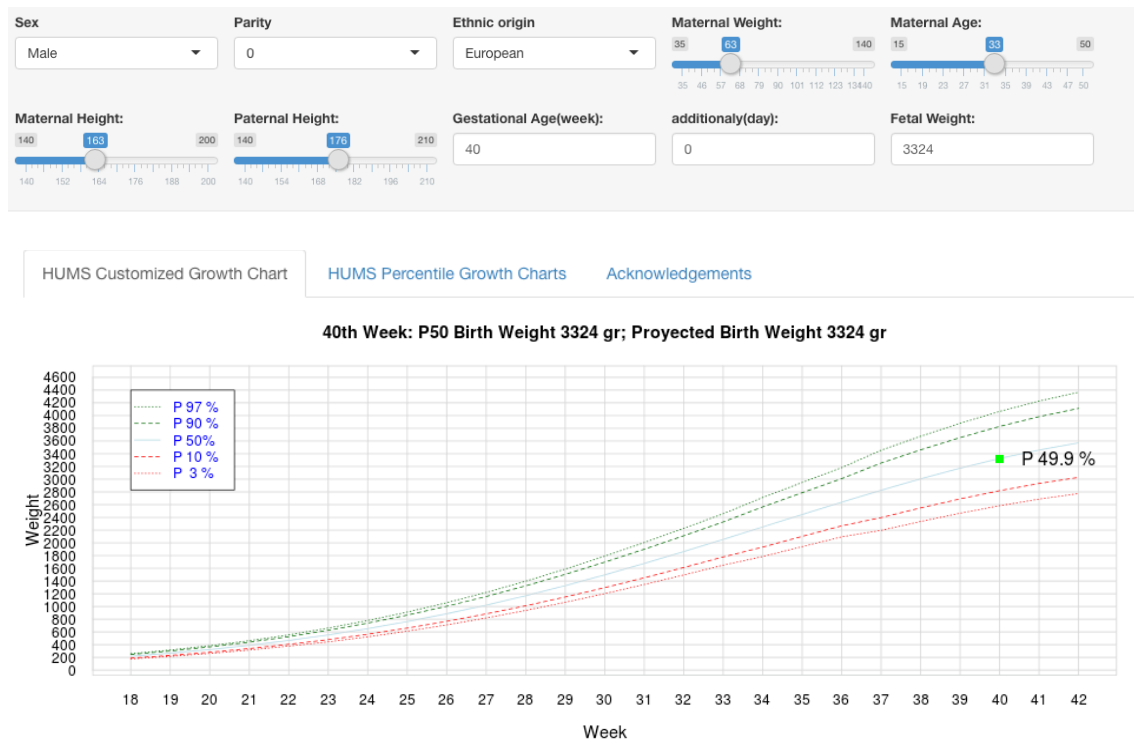 Sex Parity Ethnic origin Maternal Weight: Maternal Age:
Male 0 European 35 63 140 15 33 50
35 46 57 68 79 90 101 112 123 134 140 15 19 23 27 31 35 39 43 47 50
Maternal Height: Paternal Height: Gestational Age(week): additionaly(day): Fetal Weight:
140 163 200 140 176 210 40 0 3324
140 152 164 176 188 200 140 154 168 182 196 210
HUMS Customized Growth Chart HUMS Percentile Growth Charts Acknowledgements
40th Week: P50 Birth Weight 3324 gr; Proyected Birth Weight 3324 gr
4600
4400
4200
4000
3800
3600
3400
3200
3000
2800
2600
2400
2200
2000
1800
1600
1400
1200
1000
800
600
400
200
0
Weight
P 97 %
P 90 %
P 50%
P 10 %
P 3 %
P 49.9 %
18 19 20 21 22 23 24 25 26 27 28 29 30 31 32 33 34 35 36 37 38 39 40 41 42
Week